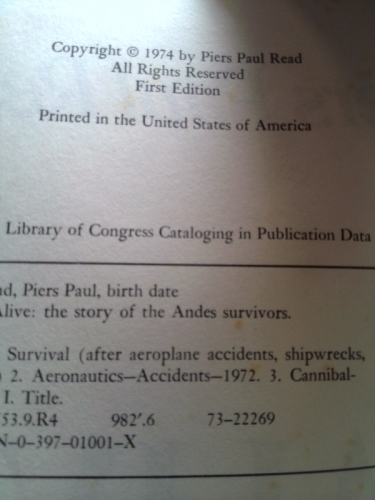 Copyright © 1974 by Piers Paul Read
All Rights Reserved
First Edition
Printed in the United States of America
Library of Congress Cataloging in Publication Data
d, Piers Paul, birth date
live: the story of the Andes survivors.
Survival (after aeroplane accidents, shipwrecks,
) 2. Aeronautics—Accidents—1972. 3. Cannibal-
I. Title.
53.9.R4 982'.6 73-22269
N-0-397-01001-X